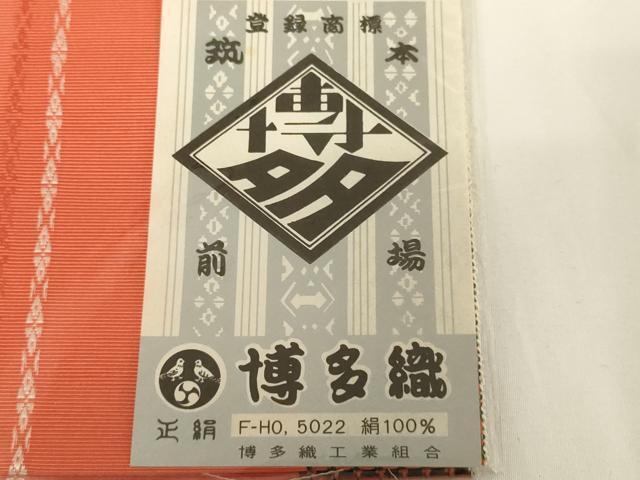 登録商標
筑前
本場
博多
博多織
正絹
F-HO, 5022 絹100%
博多織工業組合